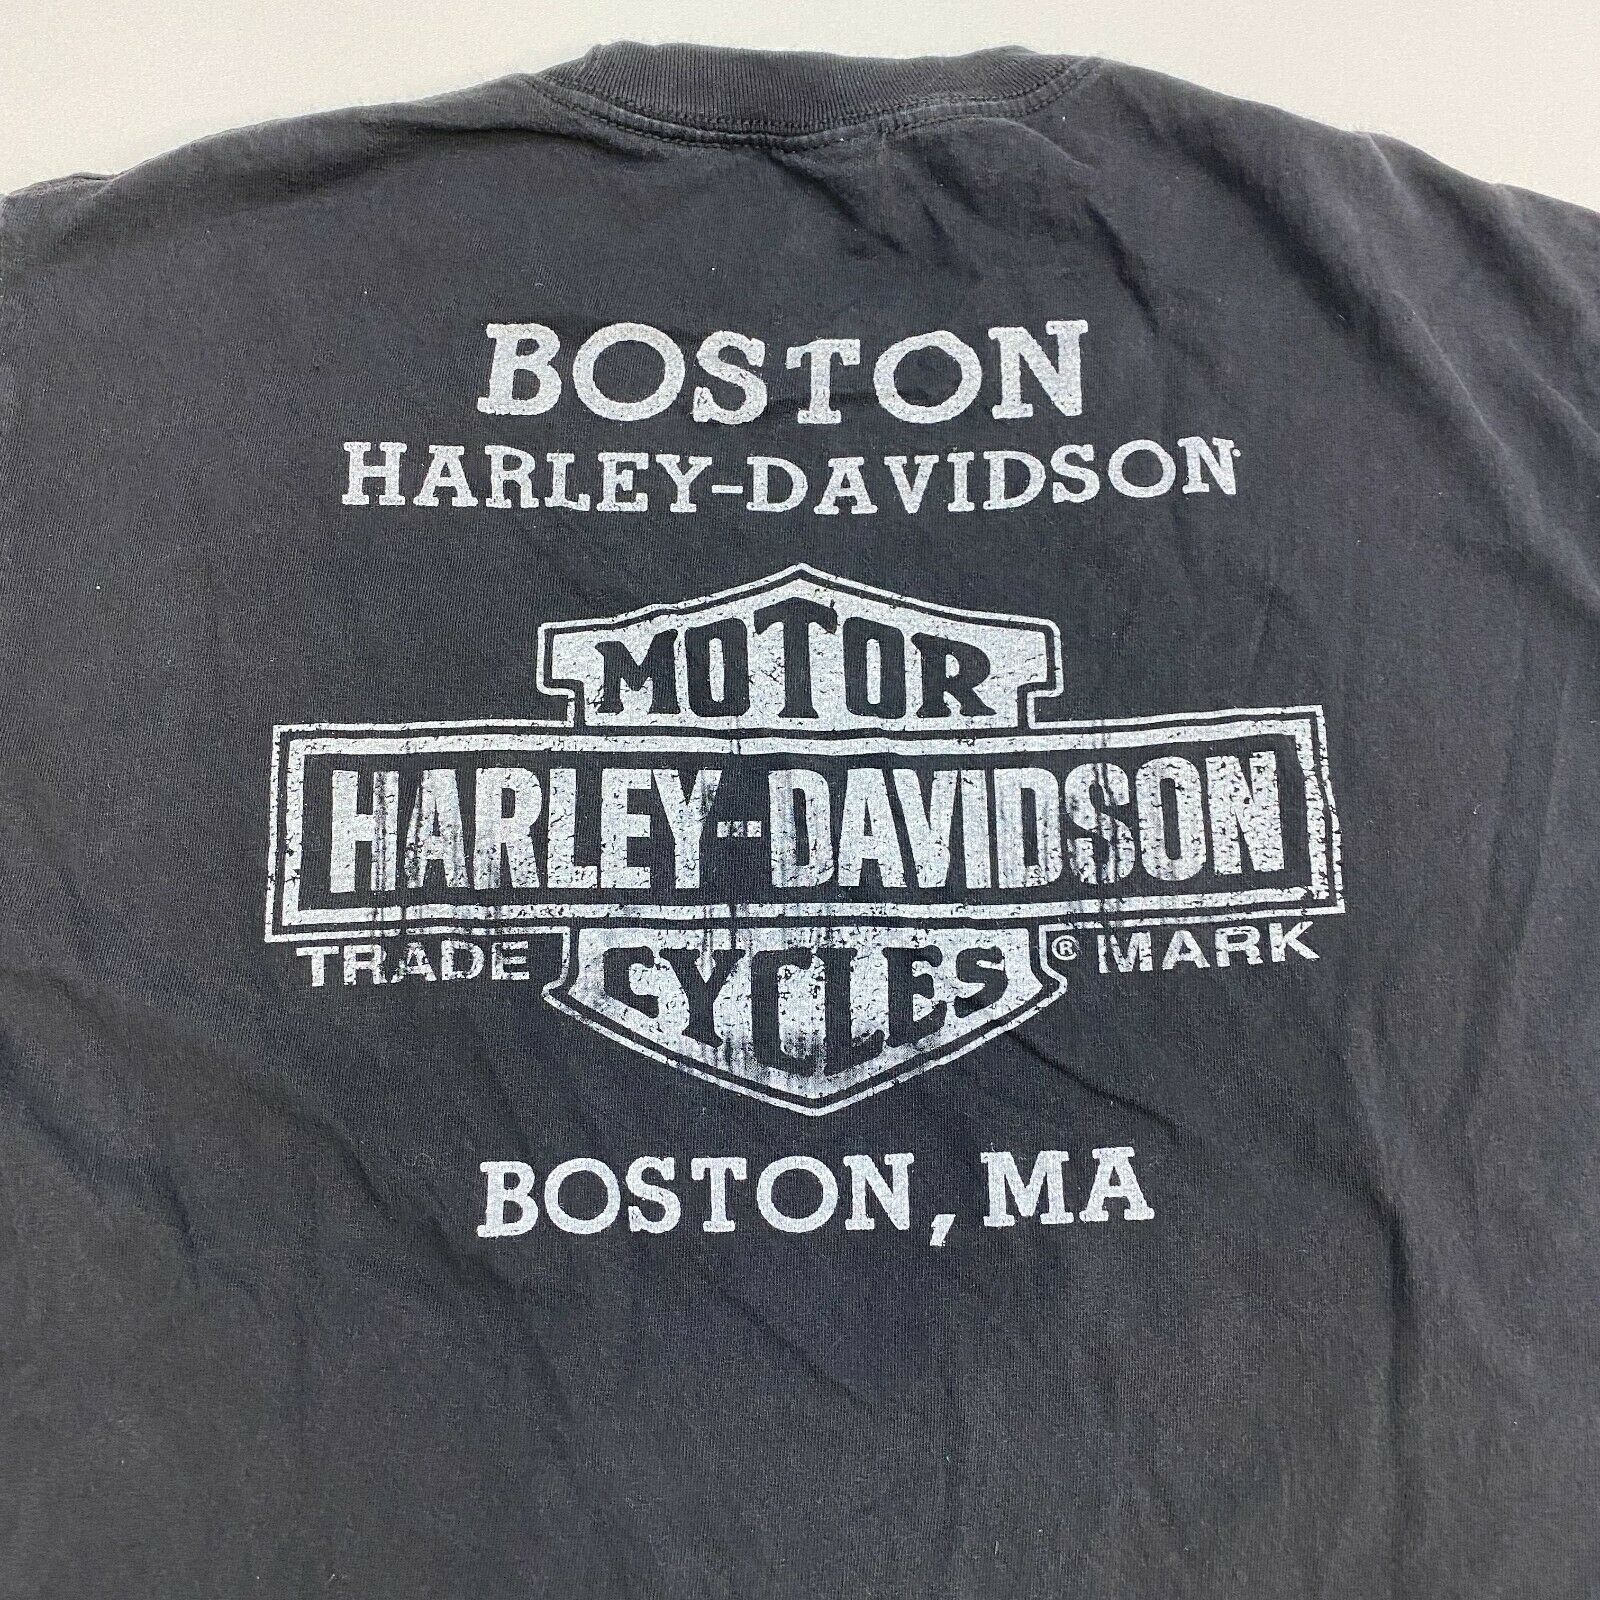 BOSTON
HARLEY-DAVIDSON
MOTOR
HARLEY-DAVIDSON
TRADE ® MARK
CYCLES
BOSTON, MA